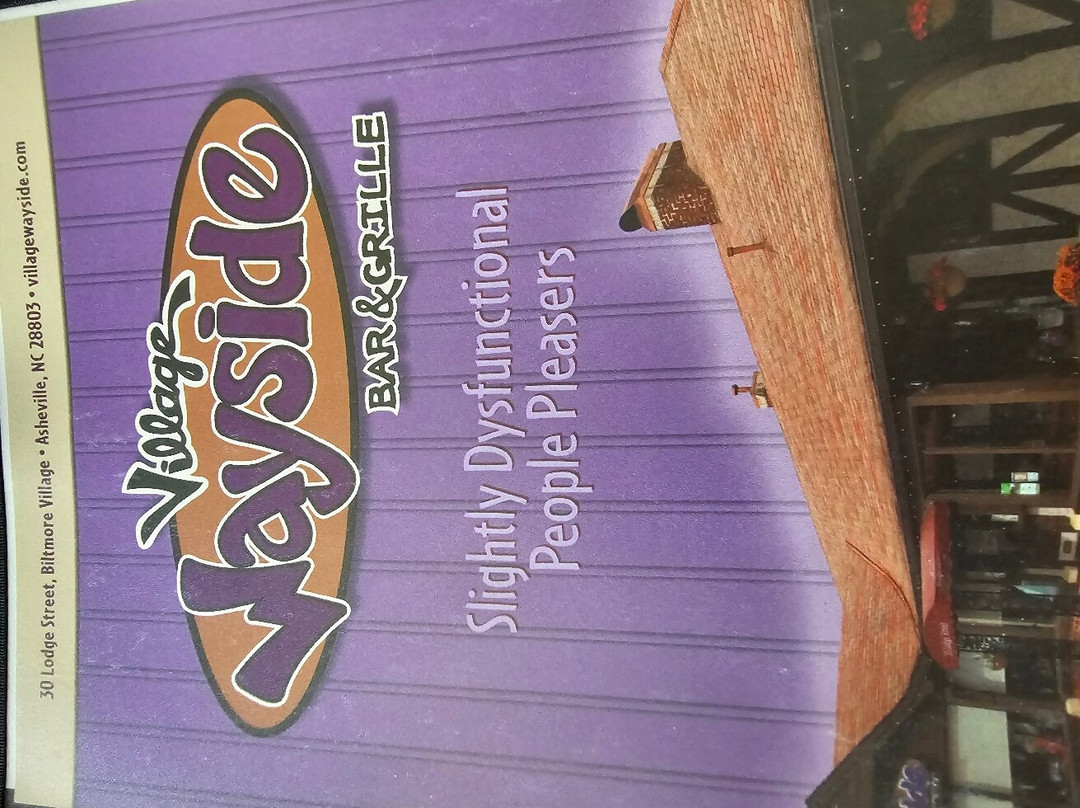 30 Lodge Street, Biltmore Village • Asheville, NC 28803 • villagewayside.com
Village
Wayside
BAR & GRILLE
Slightly Dysfunctional
People Pleasers